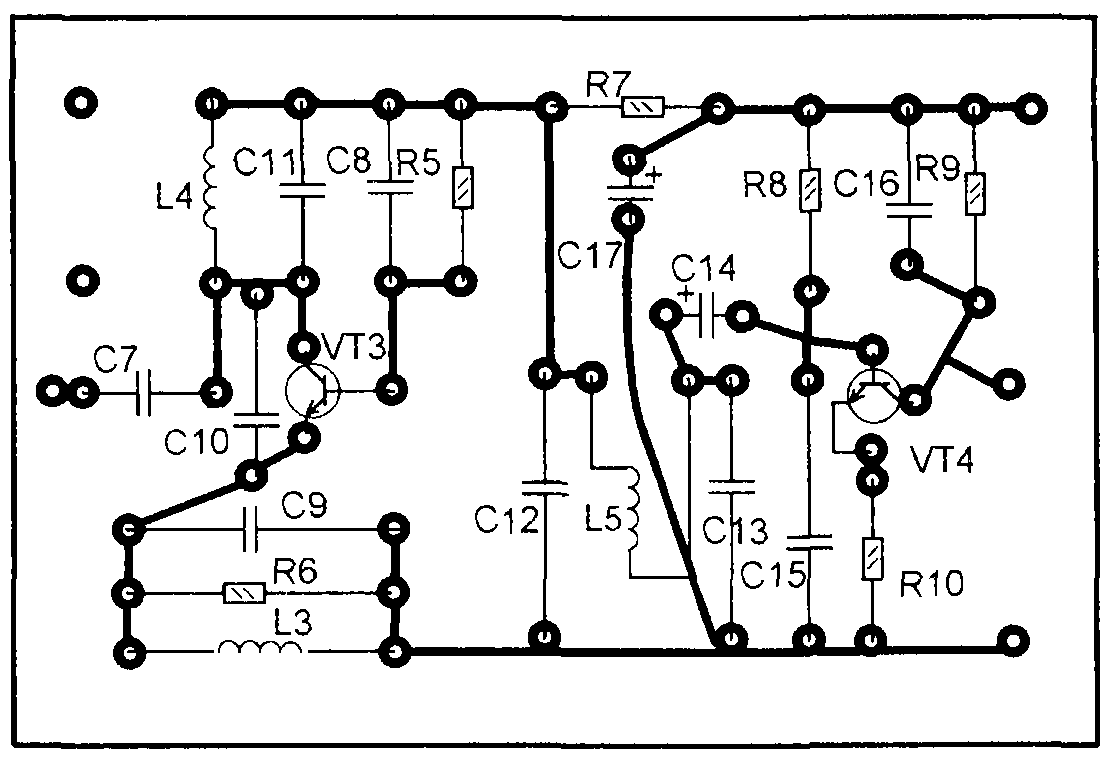 R7
C11 C8 R5
L4
R8 C16 R9
C17
C14
+
+
VT3
C7
C10
VT4
C9
C12 L5 C13
R6
C15 R10
L3